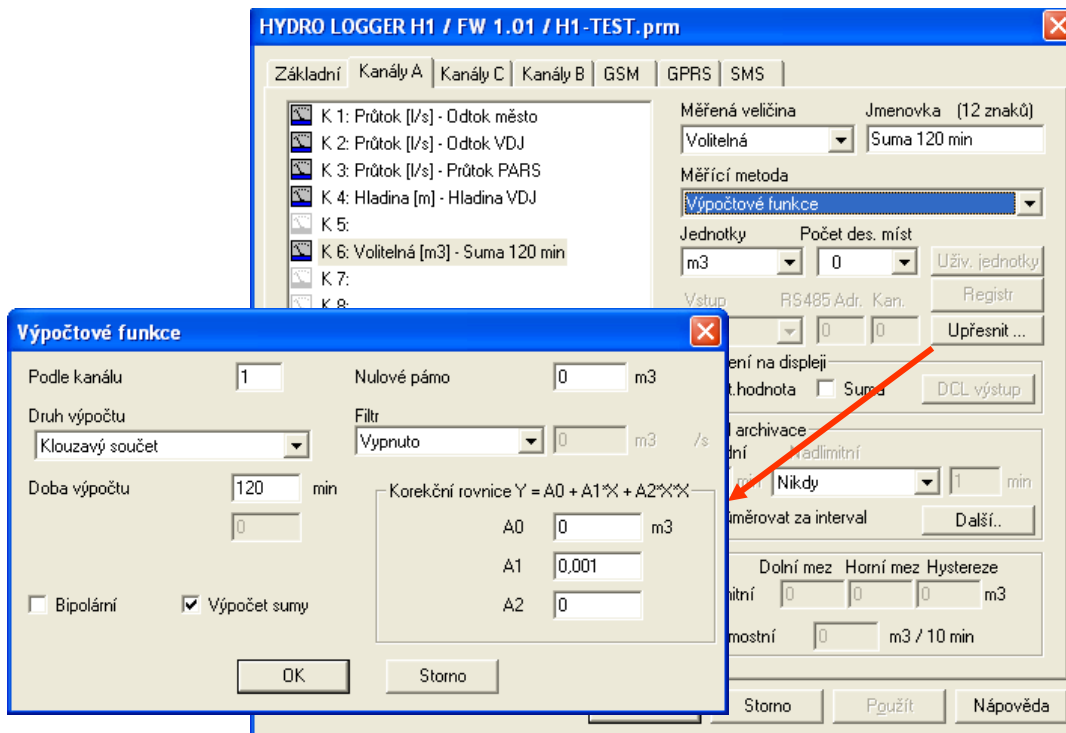 HYDRO LOGGER H1 / FW 1.01 / H1-TEST.prm
Základní Kanály A Kanály C Kanály B GSM GPRS SMS
K 1: Průtok [l/s] - Odtok město
K 2: Průtok [l/s] - Odtok VDJ
K 3: Průtok [l/s] - Průtok PARS
K 4: Hladina [m] - Hladina VDJ
K 5:
K 6: Volitelná [m3] - Suma 120 min
K 7:
K 8:
Měřená veličina Jmenovka (12 znaků)
Volitelná Suma 120 min
Měřící metoda
Výpočtové funkce
Jednotky Počet des. míst
m3 0 Uživ. jednotky
Vstup RS485 Adr. Kan. Registr
0 0 Upřesnit ...
ení na displeji
t.hodnota Suma DCL výstup
archivace
dní Nadlimitní
min Nikdy 1 min
úměrovat za interval Další..
Dolní mez Horní mez Hystereze
mitní 0 0 0 m3
mostní 0 m3 / 10 min
Storno Použít Nápověda
Výpočtové funkce
Podle kanálu 1 Nulové pámo 0 m3
Druh výpočtu Filtr
Klouzavý součet Vypnuto 0 m3 /s
Doba výpočtu 120 min Korekční rovnice Y = A0 + A1*X + A2*X*X
0 A0 0 m3
A1 0,001
Bipolární Výpočet sumy A2 0
OK Storno